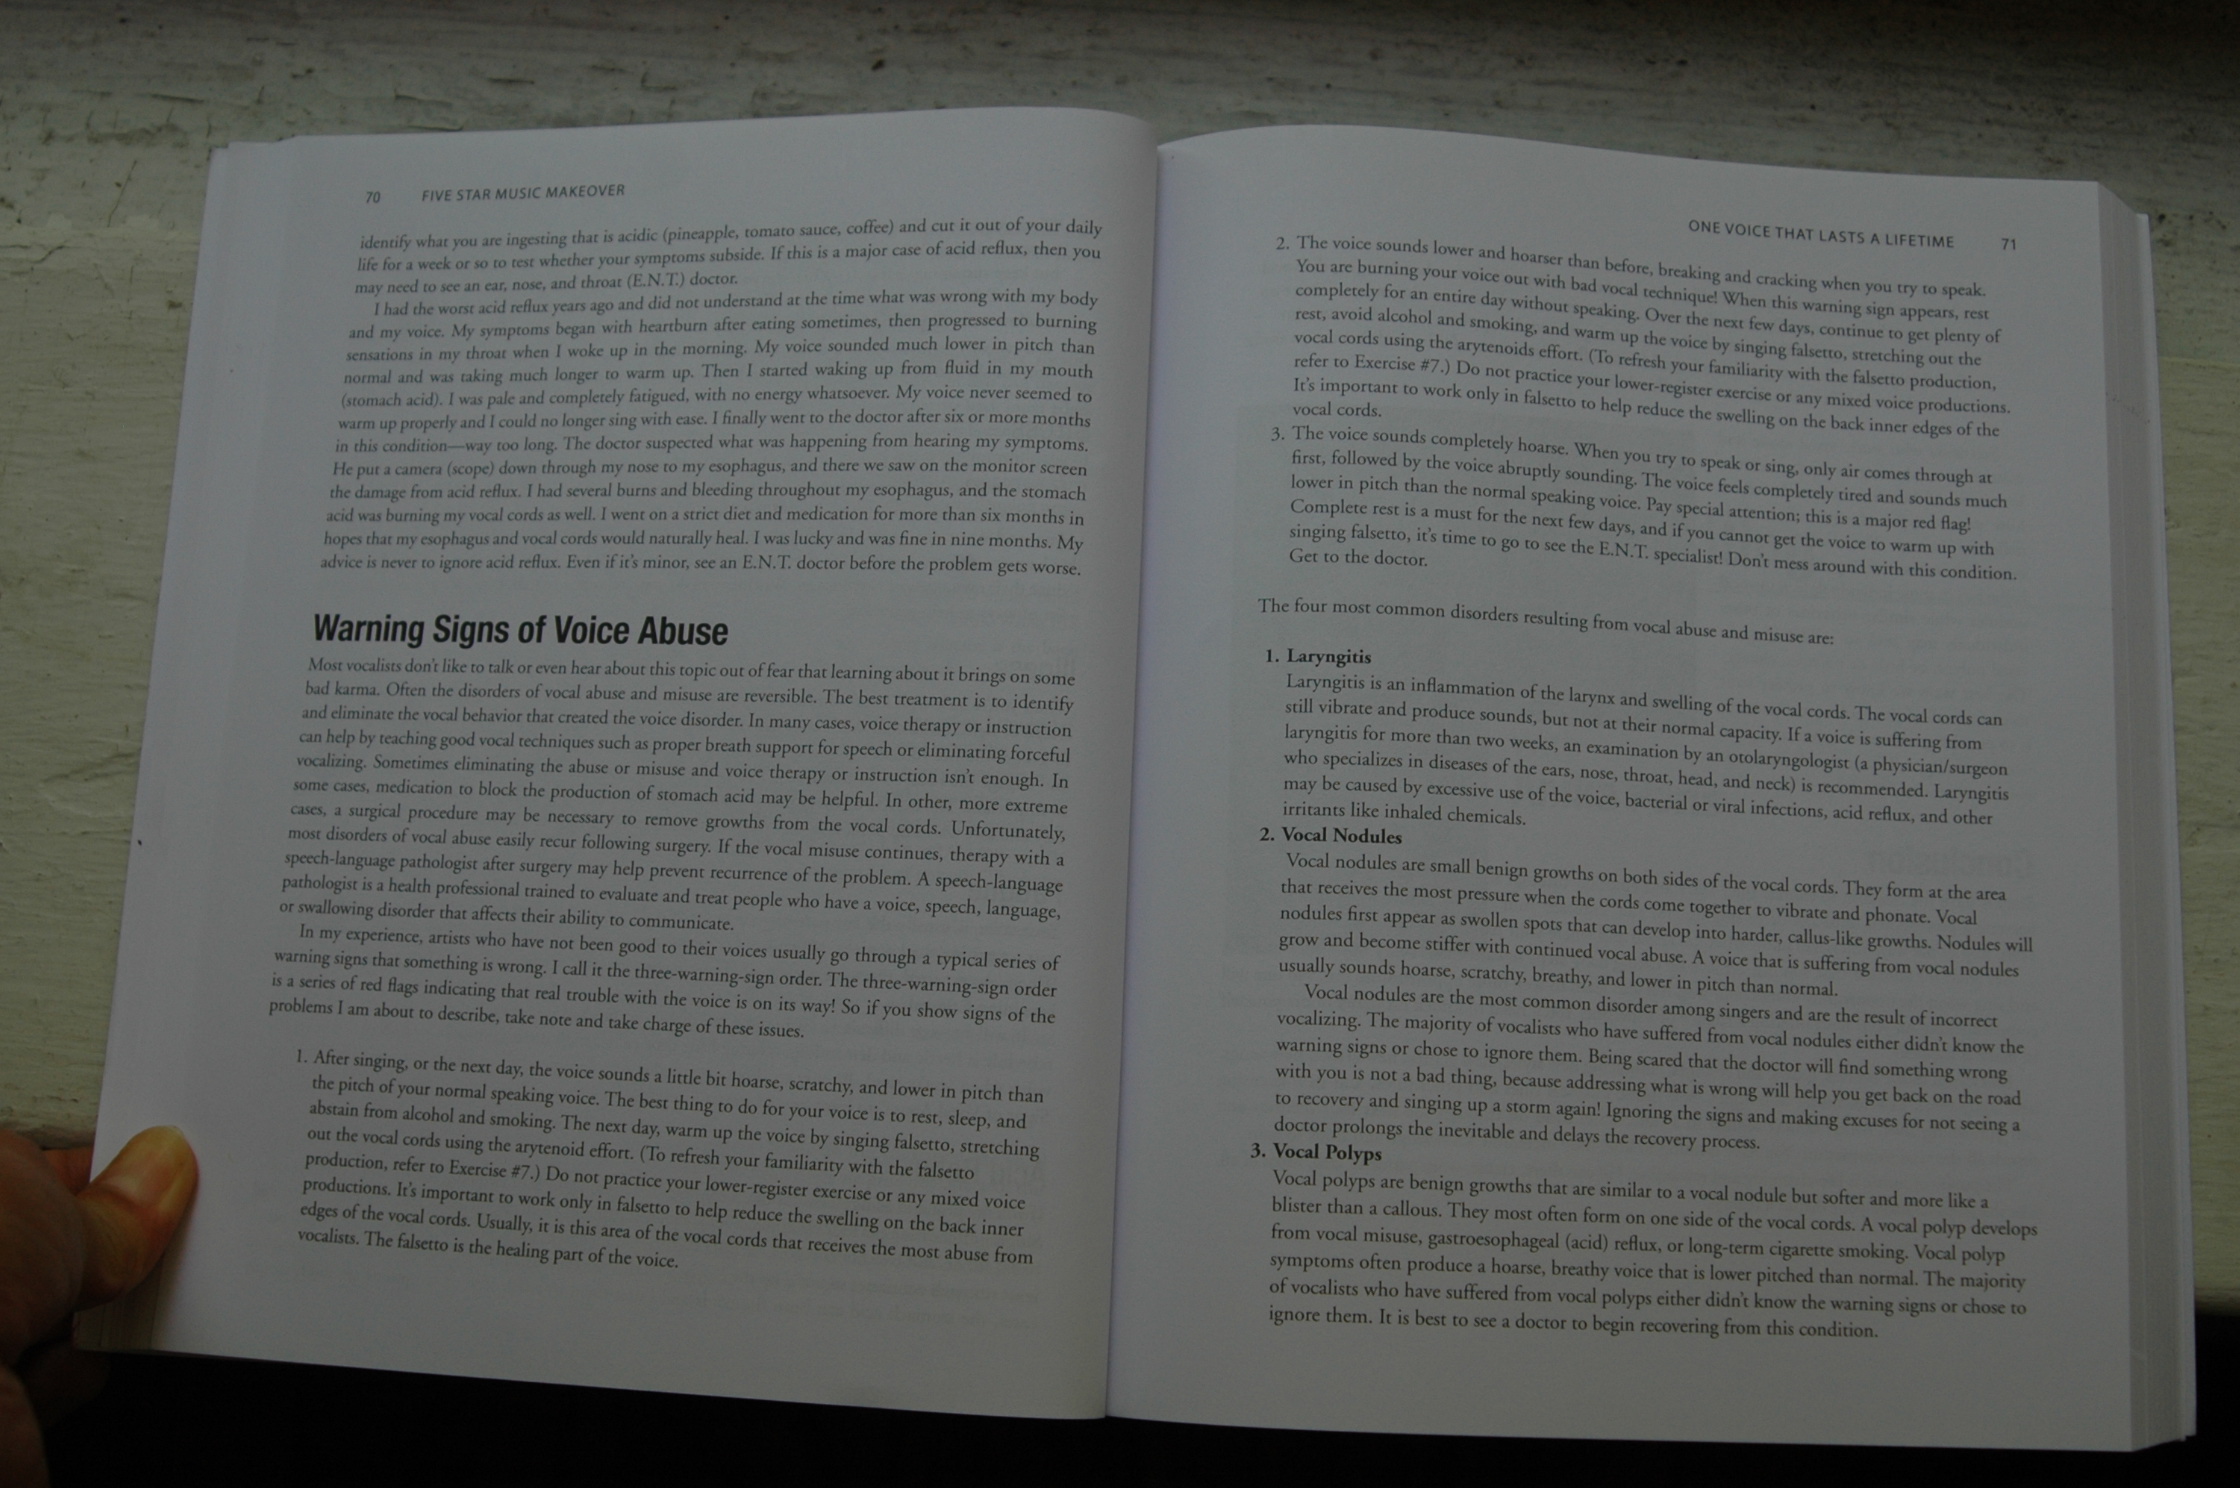 70 FIVE STAR MUSIC MAKEOVER
identify what you are ingesting that is acidic (pineapple, tomato sauce, coffee) and cut it out of your daily
life for a week or so to test whether your symptoms subside. If this is a major case of acid reflux, then you
may need to see an ear, nose, and throat (E.N.T.) doctor.
I had the worst acid reflux years ago and did not understand at the time what was wrong with my body
and my voice. My symptoms began with heartburn after eating sometimes, then progressed to burning
sensations in my throat when I woke up in the morning. My voice sounded much lower in pitch than
normal and was taking much longer to warm up. Then I started waking up from fluid in my mouth
(stomach acid). I was pale and completely fatigued, with no energy whatsoever. My voice never seemed to
warm up properly and I could no longer sing with ease. I finally went to the doctor after six or more months
in this condition—way too long. The doctor suspected what was happening from hearing my symptoms.
He put a camera (scope) down through my nose to my esophagus, and there we saw on the monitor screen
the damage from acid reflux. I had several burns and bleeding throughout my esophagus, and the stomach
acid was burning my vocal cords as well. I went on a strict diet and medication for more than six months in
hopes that my esophagus and vocal cords would naturally heal. I was lucky and was fine in nine months. My
advice is never to ignore acid reflux. Even if it's minor, see an E.N.T. doctor before the problem gets worse.
Warning Signs of Voice Abuse
Most vocalists don't like to talk or even hear about this topic out of fear that learning about it brings on some
bad karma. Often the disorders of vocal abuse and misuse are reversible. The best treatment is to identify
and eliminate the vocal behavior that created the voice disorder. In many cases, voice therapy or instruction
can help by teaching good vocal techniques such as proper breath support for speech or eliminating forceful
vocalizing. Sometimes eliminating the abuse or misuse and voice therapy or instruction isn't enough. In
some cases, medication to block the production of stomach acid may be helpful. In other, more extreme
cases, a surgical procedure may be necessary to remove growths from the vocal cords. Unfortunately,
most disorders of vocal abuse easily recur following surgery. If the vocal misuse continues, therapy with a
speech-language pathologist after surgery may help prevent recurrence of the problem. A speech-language
pathologist is a health professional trained to evaluate and treat people who have a voice, speech, language,
or swallowing disorder that affects their ability to communicate.
In my experience, artists who have not been good to their voices usually go through a typical series of
warning signs that something is wrong. I call it the three-warning-sign order. The three-warning-sign order
is a series of red flags indicating that real trouble with the voice is on its way! So if you show signs of the
problems I am about to describe, take note and take charge of these issues.
1. After singing, or the next day, the voice sounds a little bit hoarse, scratchy, and lower in pitch than
the pitch of your normal speaking voice. The best thing to do for your voice is to rest, sleep, and
abstain from alcohol and smoking. The next day, warm up the voice by singing falsetto, stretching
out the vocal cords using the arytenoid effort. (To refresh your familiarity with the falsetto
production, refer to Exercise #7.) Do not practice your lower-register exercise or any mixed voice
productions. It's important to work only in falsetto to help reduce the swelling on the back inner
edges of the vocal cords. Usually, it is this area of the vocal cords that receives the most abuse from
vocalists. The falsetto is the healing part of the voice.
ONE VOICE THAT LASTS A LIFETIME 71
2. The voice sounds lower and hoarser than before, breaking and cracking when you try to speak.
You are burning your voice out with bad vocal technique! When this warning sign appears, rest
completely for an entire day without speaking. Over the next few days, continue to get plenty of
rest, avoid alcohol and smoking, and warm up the voice by singing falsetto, stretching out the
vocal cords using the arytenoids effort. (To refresh your familiarity with the falsetto production,
refer to Exercise #7.) Do not practice your lower-register exercise or any mixed voice productions.
It's important to work only in falsetto to help reduce the swelling on the back inner edges of the
vocal cords.
3. The voice sounds completely hoarse. When you try to speak or sing, only air comes through at
first, followed by the voice abruptly sounding. The voice feels completely tired and sounds much
lower in pitch than the normal speaking voice. Pay special attention; this is a major red flag!
Complete rest is a must for the next few days, and if you cannot get the voice to warm up with
singing falsetto, it's time to go to see the E.N.T. specialist! Don't mess around with this condition.
Get to the doctor.
The four most common disorders resulting from vocal abuse and misuse are:
1. Laryngitis
Laryngitis is an inflammation of the larynx and swelling of the vocal cords. The vocal cords can
still vibrate and produce sounds, but not at their normal capacity. If a voice is suffering from
laryngitis for more than two weeks, an examination by an otolaryngologist (a physician/surgeon
who specializes in diseases of the ears, nose, throat, head, and neck) is recommended. Laryngitis
may be caused by excessive use of the voice, bacterial or viral infections, acid reflux, and other
irritants like inhaled chemicals.
2. Vocal Nodules
Vocal nodules are small benign growths on both sides of the vocal cords. They form at the area
that receives the most pressure when the cords come together to vibrate and phonate. Vocal
nodules first appear as swollen spots that can develop into harder, callus-like growths. Nodules will
grow and become stiffer with continued vocal abuse. A voice that is suffering from vocal nodules
usually sounds hoarse, scratchy, breathy, and lower in pitch than normal.
Vocal nodules are the most common disorder among singers and are the result of incorrect
vocalizing. The majority of vocalists who have suffered from vocal nodules either didn't know the
warning signs or chose to ignore them. Being scared that the doctor will find something wrong
with you is not a bad thing, because addressing what is wrong will help you get back on the road
to recovery and singing up a storm again! Ignoring the signs and making excuses for not seeing a
doctor prolongs the inevitable and delays the recovery process.
3. Vocal Polyps
Vocal polyps are benign growths that are similar to a vocal nodule but softer and more like a
blister than a callous. They most often form on one side of the vocal cords. A vocal polyp develops
from vocal misuse, gastroesophageal (acid) reflux, or long-term cigarette smoking. Vocal polyp
symptoms often produce a hoarse, breathy voice that is lower pitched than normal. The majority
of vocalists who have suffered from vocal polyps either didn't know the warning signs or chose to
ignore them. It is best to see a doctor to begin recovering from this condition.